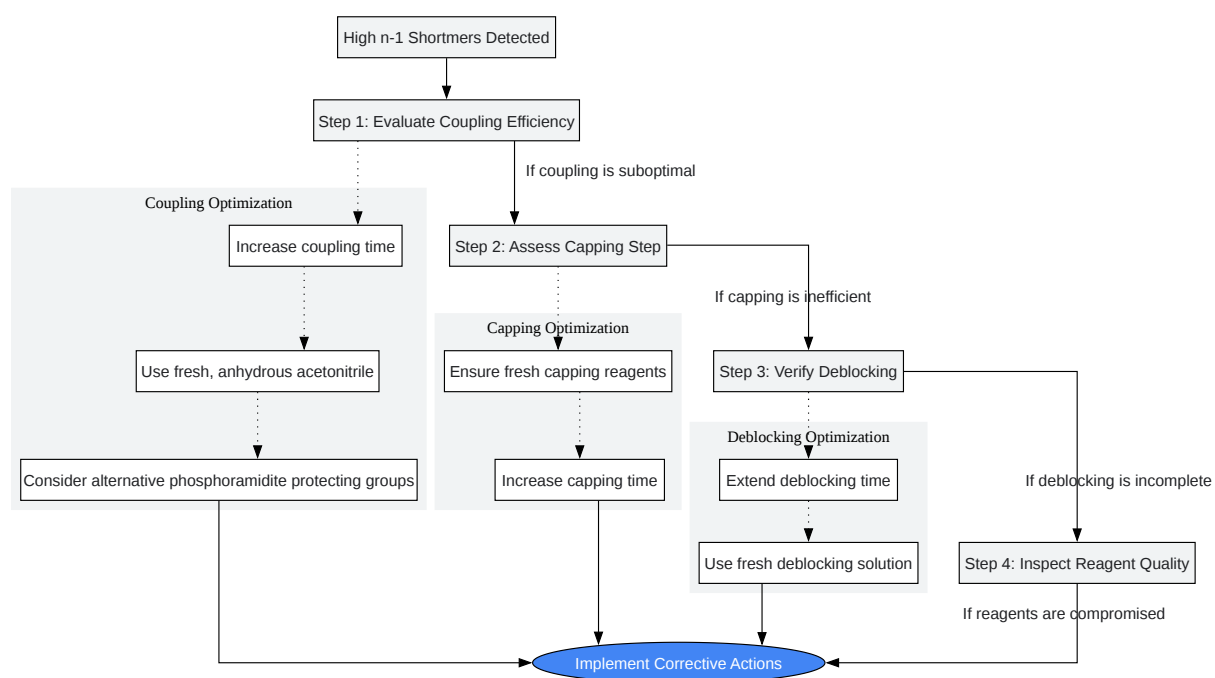 High n-1 Shortmers Detected
Step 1: Evaluate Coupling Efficiency
If coupling is suboptimal
Coupling Optimization
Increase coupling time
Step 2: Assess Capping Step
If capping is inefficient
Capping Optimization
Use fresh, anhydrous acetonitrile
Ensure fresh capping reagents
Step 3: Verify Deblocking
Deblocking Optimization
Consider alternative phosphoramidite protecting groups
Increase capping time
Extend deblocking time
If deblocking is incomplete
Use fresh deblocking solution
Step 4: Inspect Reagent Quality
If reagents are compromised
Implement Corrective Actions